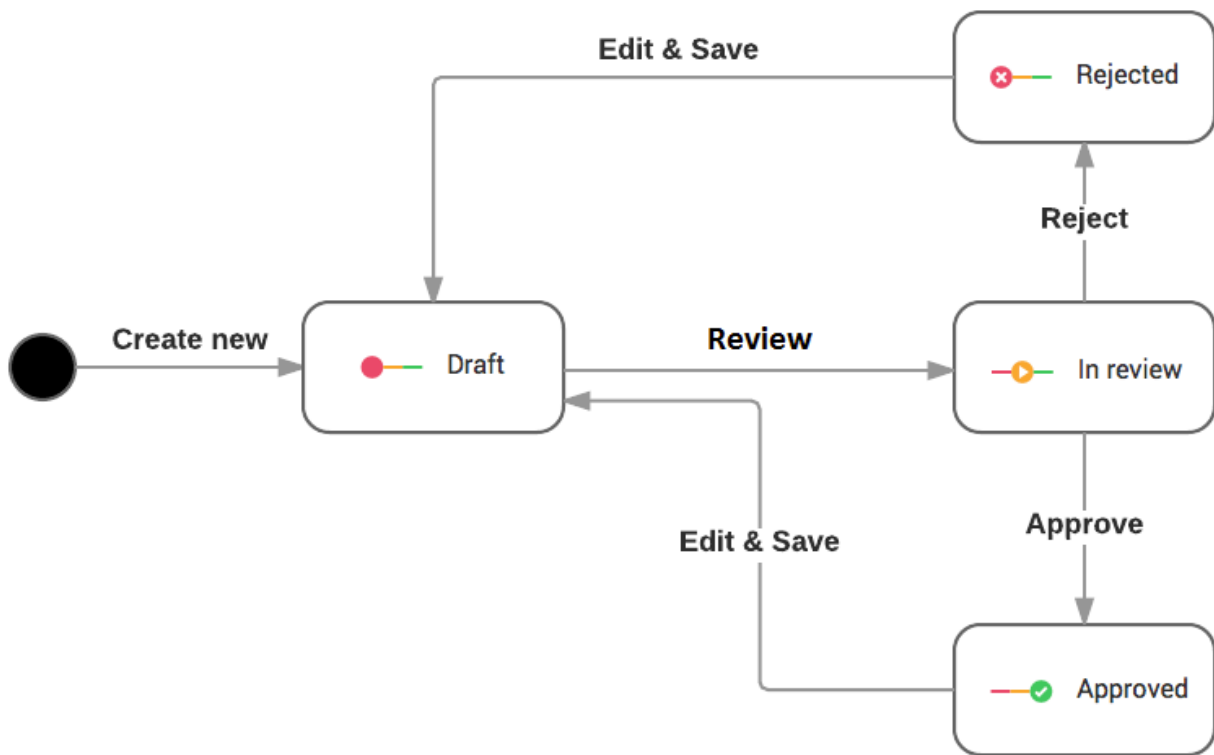 Edit & Save
Rejected
Reject
Create new
Draft
Review
In review
Approve
Edit & Save
Approved